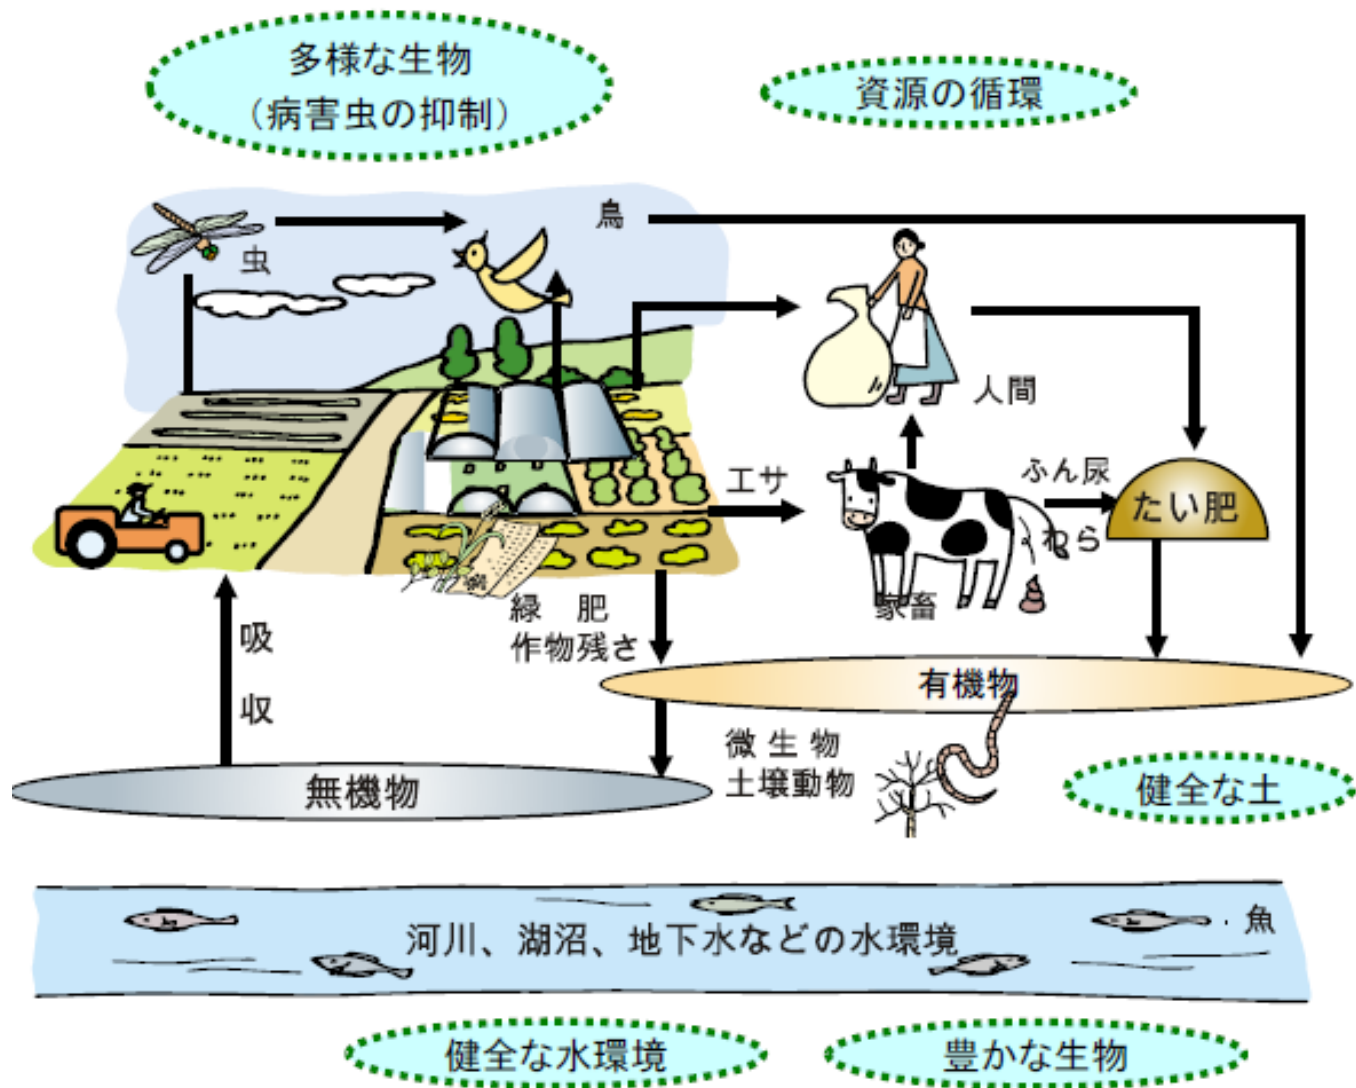 多様な生物
（病害虫の抑制）
資源の循環
虫
鳥
人間
エサ
ふん尿
わら
たい肥
家畜
緑 肥
作物残さ
吸
収
有機物
微生物
土壌動物
無機物
健全な土
河川、湖沼、地下水などの水環境
魚
健全な水環境
豊かな生物